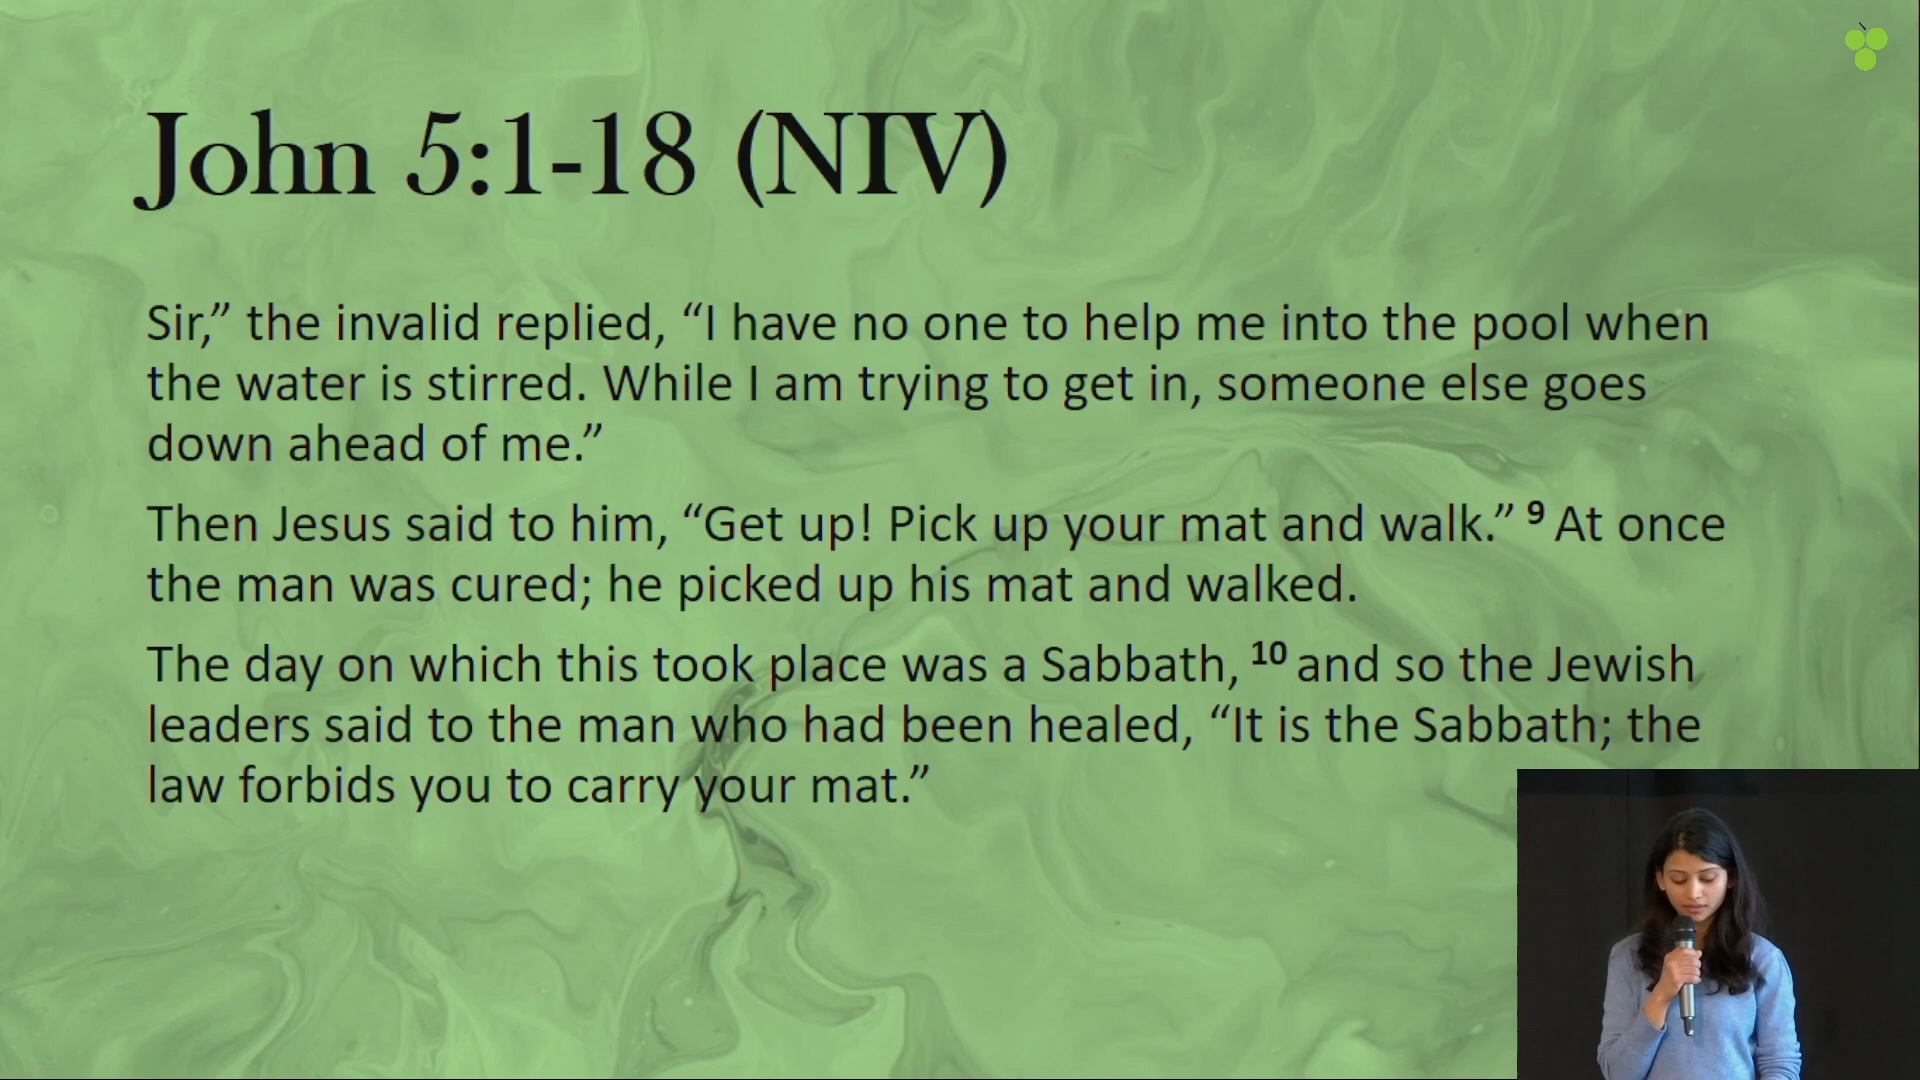 John 5:1-18 (NIV)
Sir,” the invalid replied, “I have no one to help me into the pool when
the water is stirred. While I am trying to get in, someone else goes
down ahead of me.”
Then Jesus said to him, “Get up! Pick up your mat and walk.” 9 At once
the man was cured; he picked up his mat and walked.
The day on which this took place was a Sabbath, 10 and so the Jewish
leaders said to the man who had been healed, “It is the Sabbath; the
law forbids you to carry your mat.”